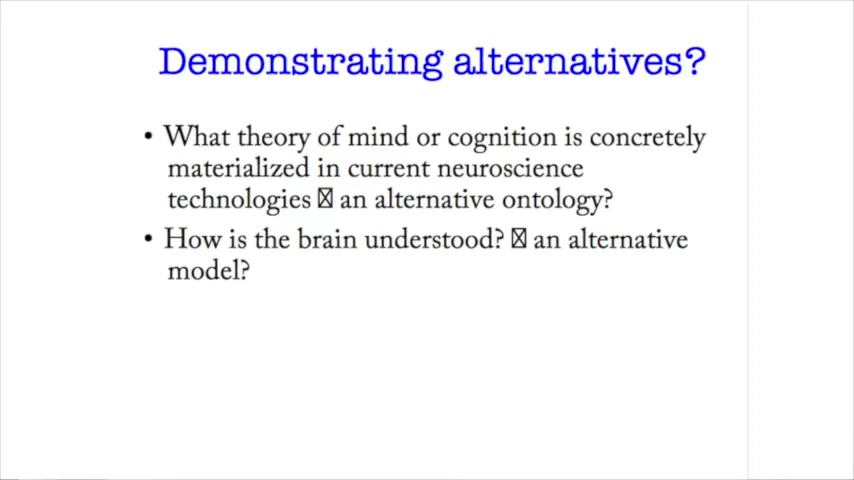 Demonstrating alternatives?
• What theory of mind or cognition is concretely
materialized in current neuroscience
technologies ☒ an alternative ontology?
• How is the brain understood? ☒ an alternative
model?